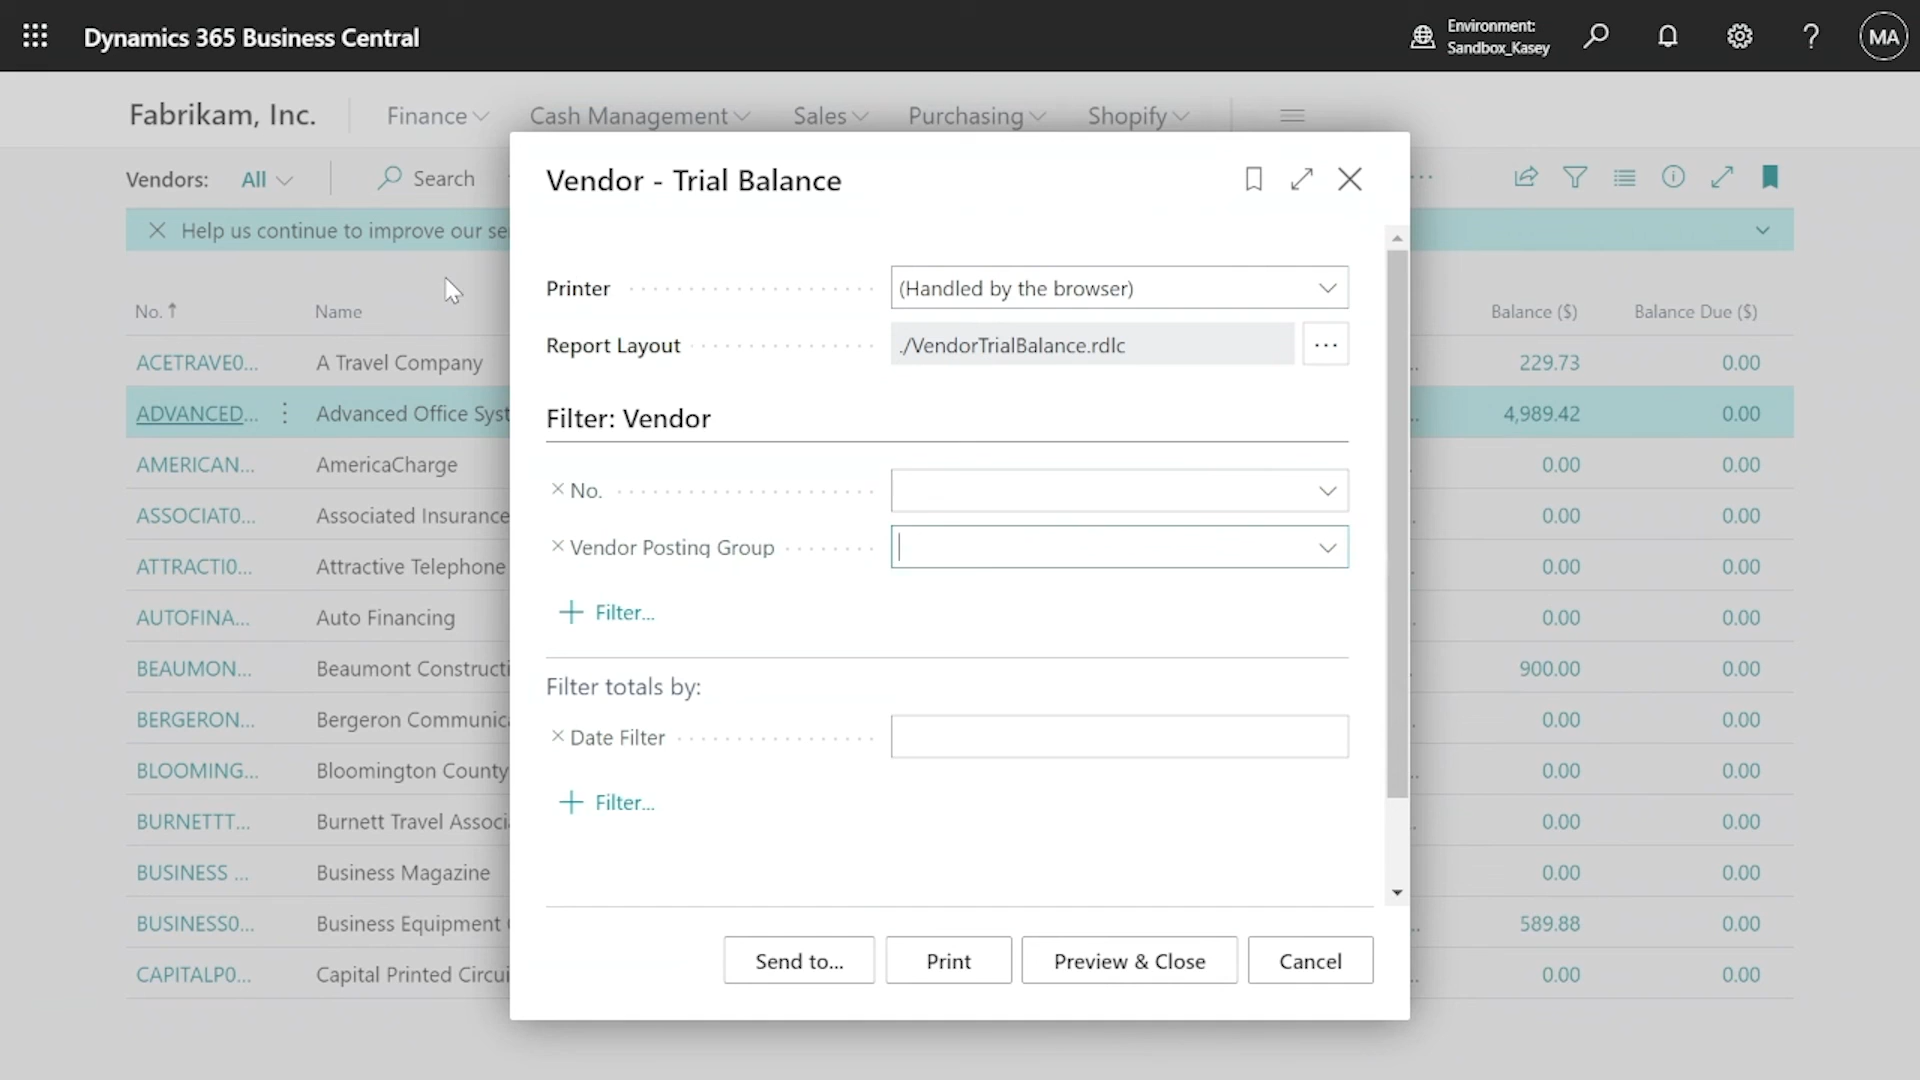 Dynamics 365 Business Central
Environment:
Sandbox_Kasey
?
MA
Fabrikam, Inc.
Finance
Cash Management
Sales
Purchasing
Shopify
Vendors:
All
Search
Help us continue to improve our se
No. ↑
Name
Balance ($)
Balance Due ($)
ACETRAVE0...
A Travel Company
229.73
0.00
ADVANCED...
Advanced Office Syst
4,989.42
0.00
AMERICAN...
AmericaCharge
0.00
0.00
ASSOCIAT0...
Associated Insurance
0.00
0.00
ATTRACTI0...
Attractive Telephone
0.00
0.00
AUTOFINA...
Auto Financing
0.00
0.00
BEAUMON...
Beaumont Constructi
900.00
0.00
BERGERON...
Bergeron Communica
0.00
0.00
BLOOMING...
Bloomington County
0.00
0.00
BURNETTT...
Burnett Travel Associ
0.00
0.00
BUSINESS ...
Business Magazine
0.00
0.00
BUSINESS0...
Business Equipment
589.88
0.00
CAPITALP0...
Capital Printed Circui
0.00
0.00
Vendor - Trial Balance
Printer
(Handled by the browser)
Report Layout
./VendorTrialBalance.rdlc
...
Filter: Vendor
No.
Vendor Posting Group
Filter...
Filter totals by:
Date Filter
Filter...
Send to...
Print
Preview & Close
Cancel